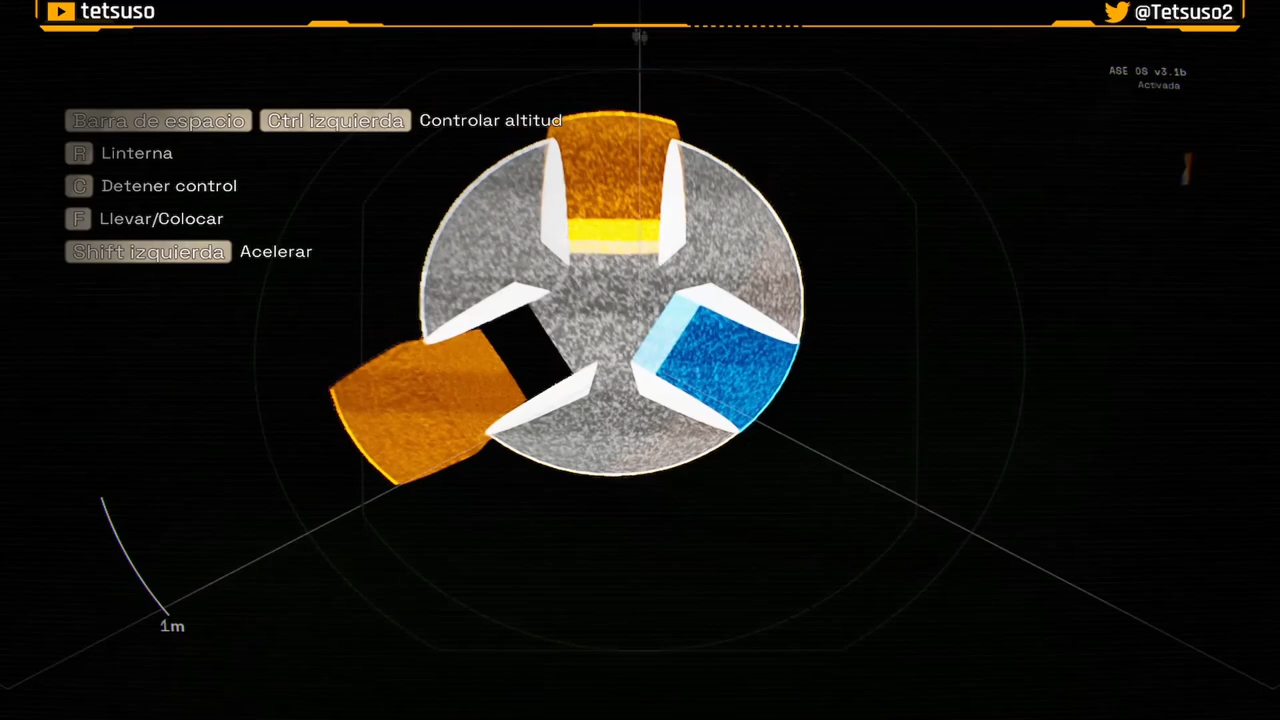 tetsuso
@Tetsuso2
ASE OS v3.1b
Activada
Barra de espacio Ctrl izquierda Controlar altitud
R Linterna
C Detener control
F Llevar/Colocar
Shift izquierda Acelerar
1m